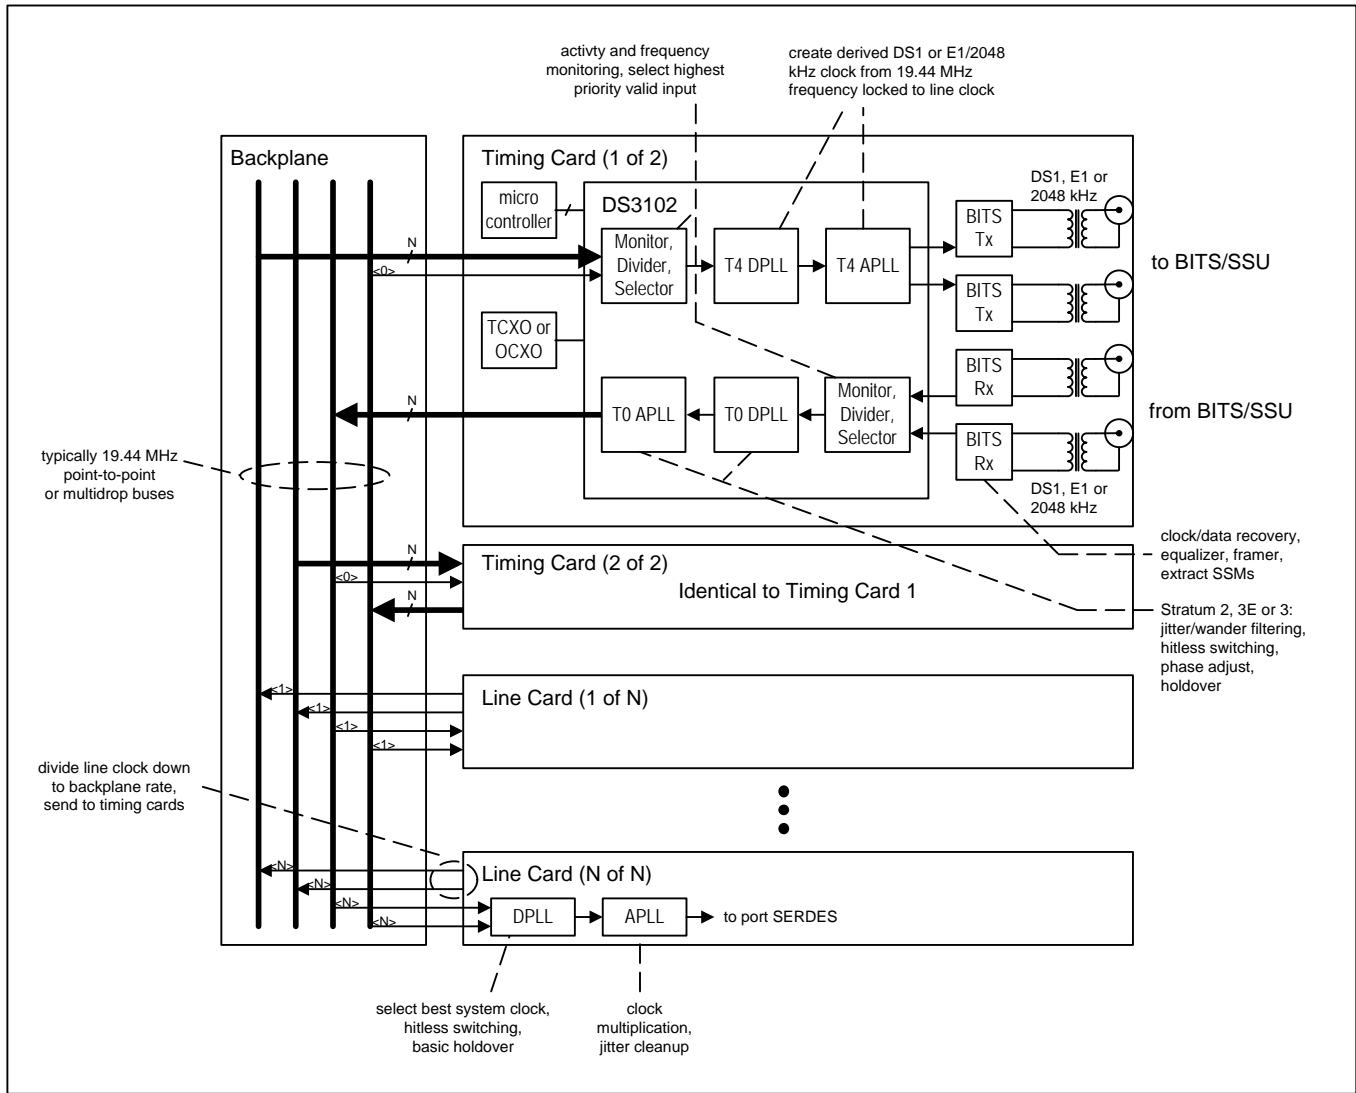 activty and frequency
monitoring, select highest
priority valid input
create derived DS1 or E1/2048
kHz clock from 19.44 MHz
frequency locked to line clock
Backplane
Timing Card (1 of 2)
micro
controller
DS3102
DS1, E1 or
2048 kHz
N
<0>
Monitor,
Divider,
Selector
T4 DPLL
T4 APLL
BITS
Tx
BITS
Tx
to BITS/SSU
TCXO or
OCXO
N
T0 APLL
T0 DPLL
Monitor,
Divider,
Selector
BITS
Rx
BITS
Rx
from BITS/SSU
DS1, E1 or
2048 kHz
typically 19.44 MHz
point-to-point
or multidrop buses
clock/data recovery,
equalizer, framer,
extract SSMs
N
<0>
N
Timing Card (2 of 2)
Identical to Timing Card 1
Stratum 2, 3E or 3:
jitter/wander filtering,
hitless switching,
phase adjust,
holdover
<1>
<1>
<1>
<1>
Line Card (1 of N)
divide line clock down
to backplane rate,
send to timing cards
<N>
<N>
<N>
<N>
Line Card (N of N)
DPLL
APLL
to port SERDES
select best system clock,
hitless switching,
basic holdover
clock
multiplication,
jitter cleanup